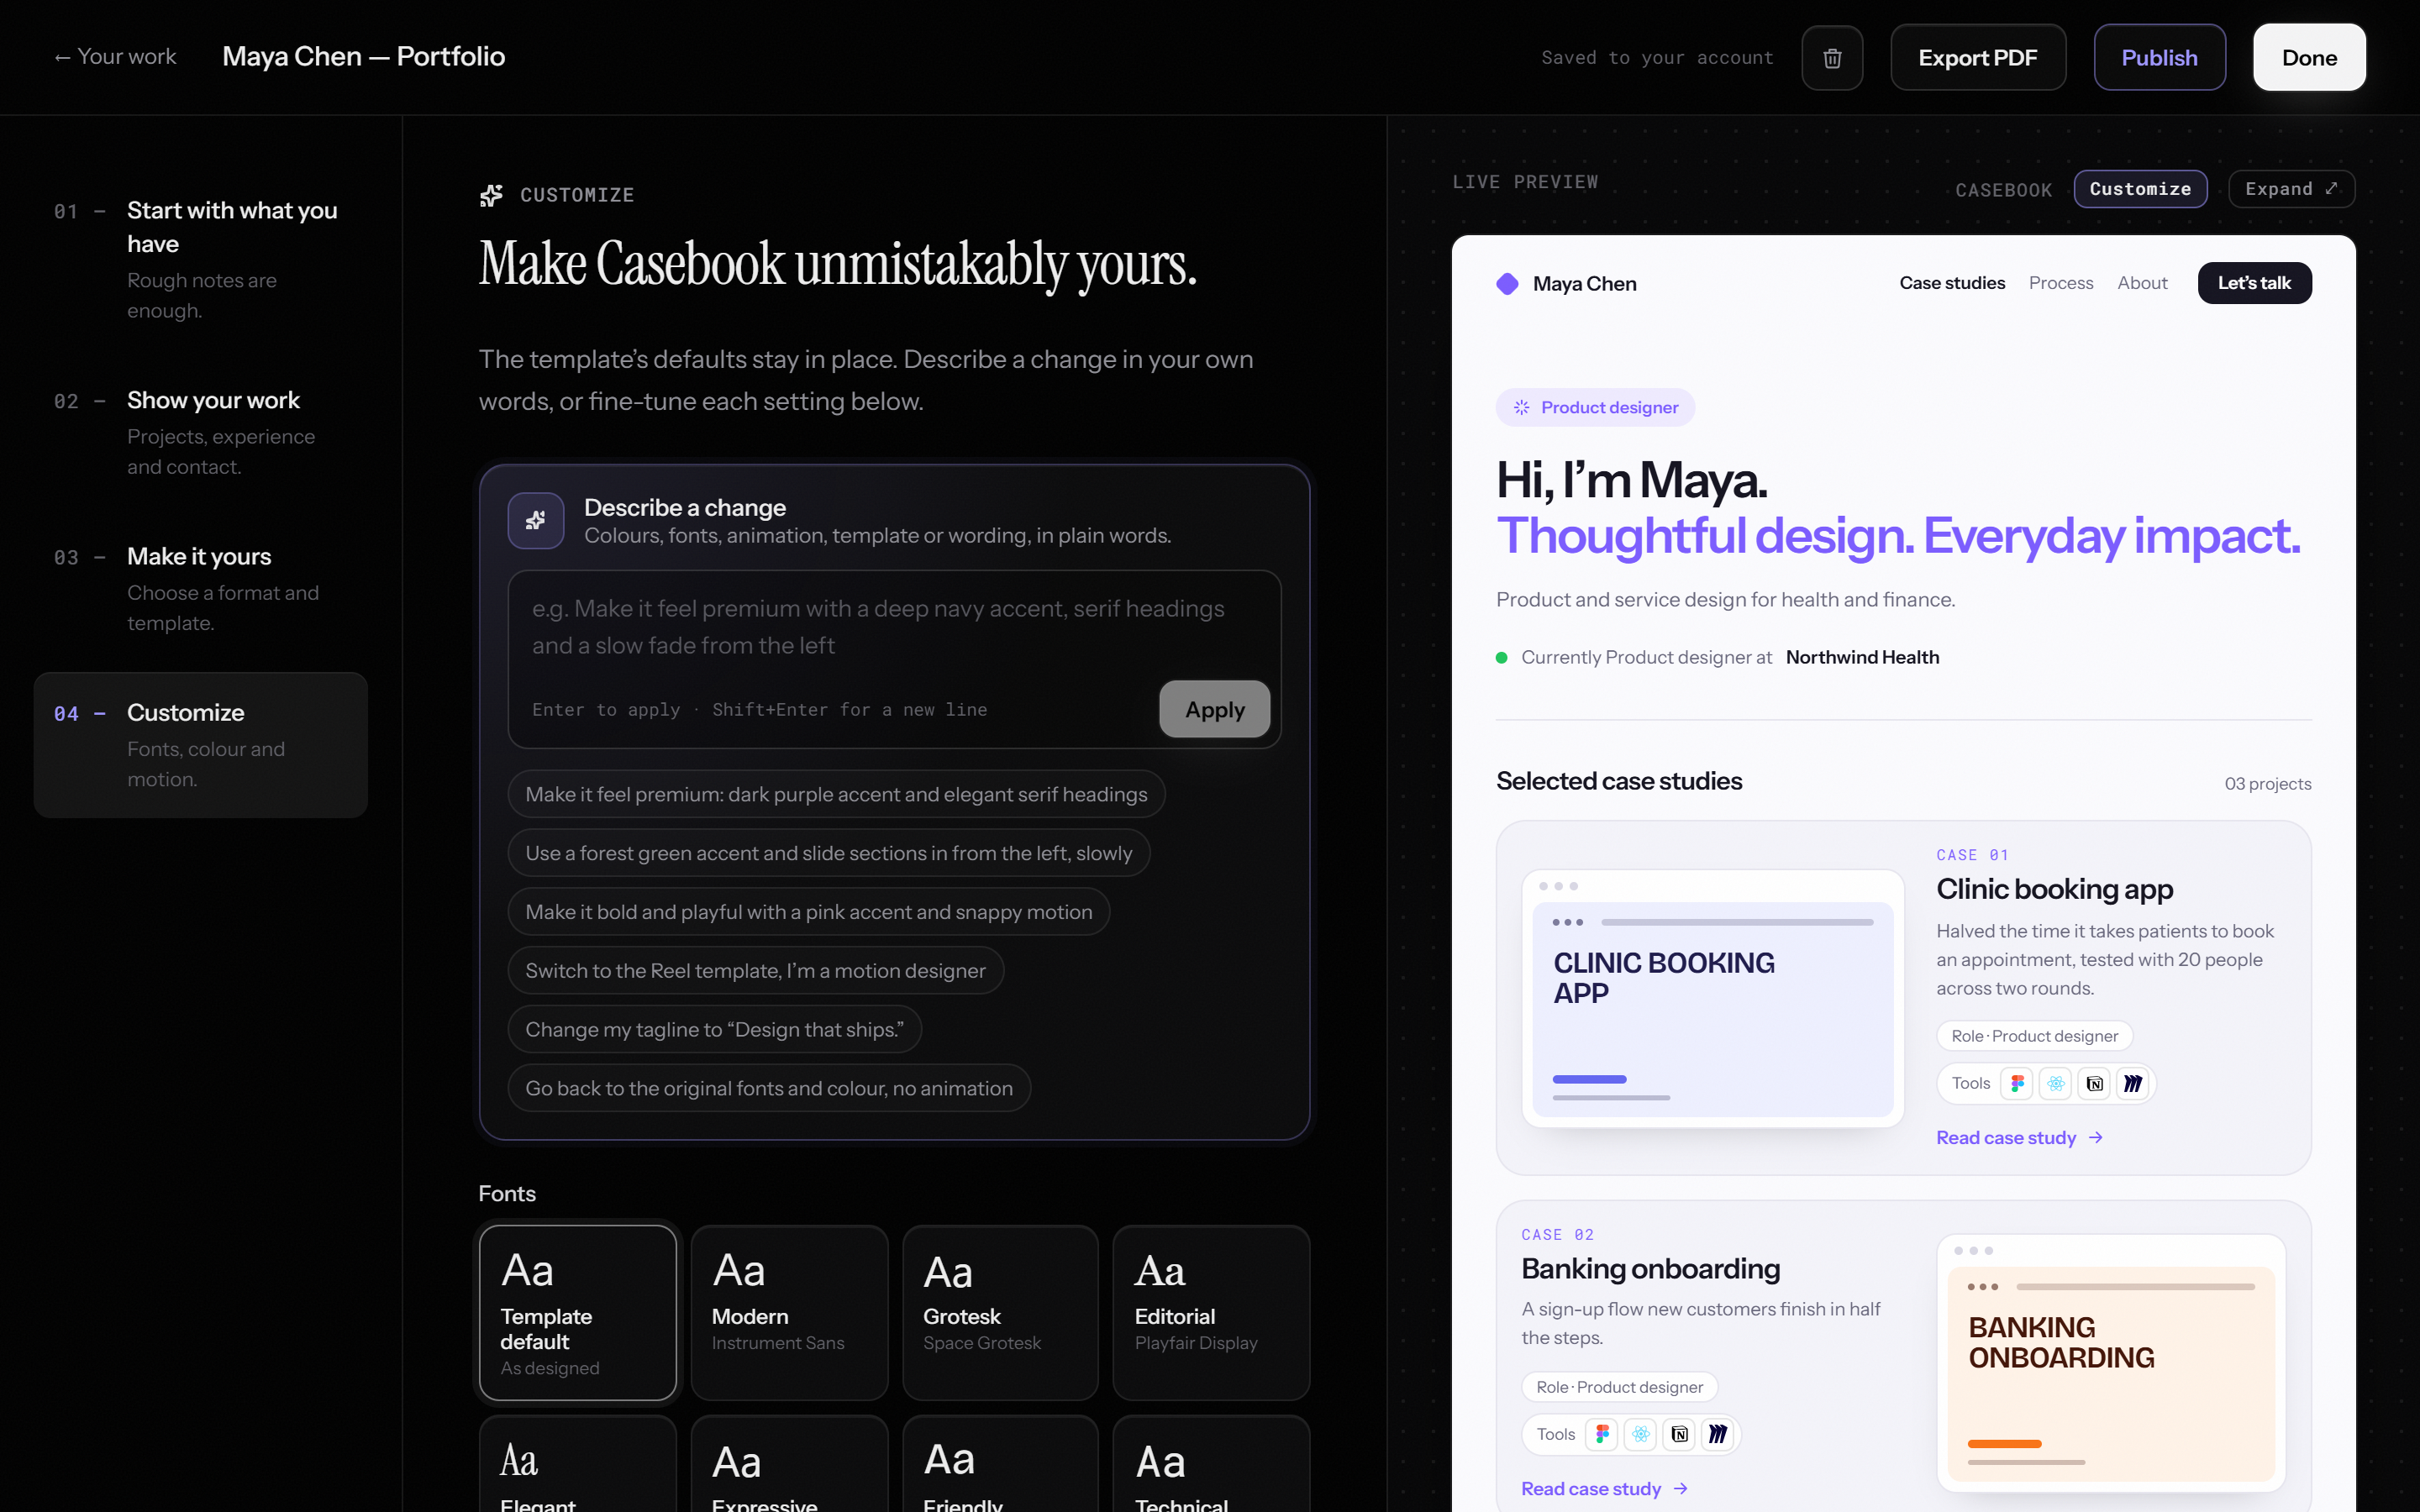 ← Your work
Maya Chen — Portfolio
Saved to your account
Export PDF
Publish
Done
01 – Start with what you
have
Rough notes are
enough.
02 – Show your work
Projects, experience
and contact.
03 – Make it yours
Choose a format and
template.
04 – Customize
Fonts, colour and
motion.
CUSTOMIZE
Make Casebook unmistakably yours.
The template’s defaults stay in place. Describe a change in your own
words, or fine-tune each setting below.
Describe a change
Colours, fonts, animation, template or wording, in plain words.
e.g. Make it feel premium with a deep navy accent, serif headings
and a slow fade from the left
Enter to apply · Shift+Enter for a new line
Apply
Make it feel premium: dark purple accent and elegant serif headings
Use a forest green accent and slide sections in from the left, slowly
Make it bold and playful with a pink accent and snappy motion
Switch to the Reel template, I’m a motion designer
Change my tagline to “Design that ships.”
Go back to the original fonts and colour, no animation
Fonts
Aa
Template
default
As designed
Aa
Modern
Instrument Sans
Aa
Grotesk
Space Grotesk
Aa
Editorial
Playfair Display
Aa
Elegant
Aa
Expressive
Aa
Friendly
Aa
Technical
LIVE PREVIEW
CASEBOOK
Customize
Expand ⤢
Maya Chen
Case studies
Process
About
Let’s talk
Product designer
Hi, I’m Maya.
Thoughtful design. Everyday impact.
Product and service design for health and finance.
Currently Product designer at Northwind Health
Selected case studies
03 projects
CLINIC BOOKING
APP
CASE 01
Clinic booking app
Halved the time it takes patients to book
an appointment, tested with 20 people
across two rounds.
Role · Product designer
Tools
Read case study →
CASE 02
Banking onboarding
A sign-up flow new customers finish in half
the steps.
Role · Product designer
Tools
Read case study →
BANKING
ONBOARDING